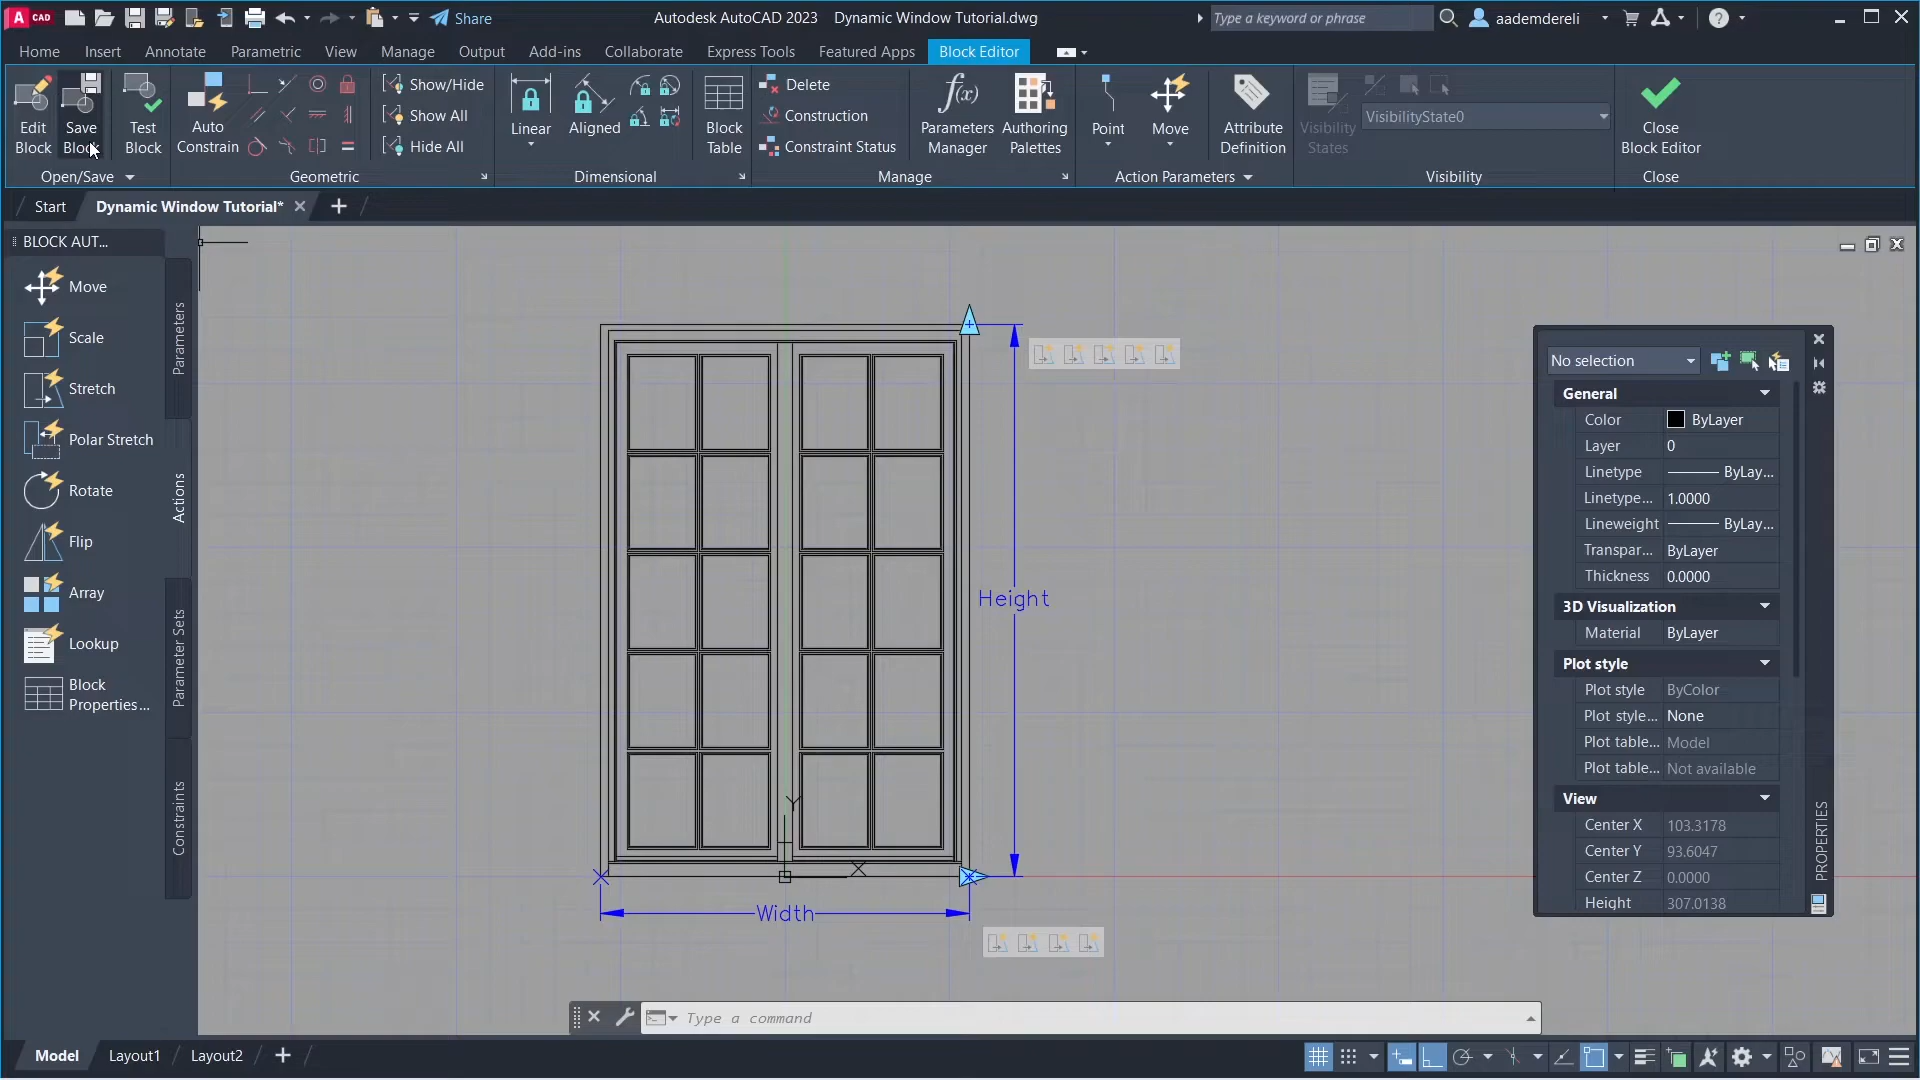 A CAD
Share
Autodesk AutoCAD 2023 Dynamic Window Tutorial.dwg
Type a keyword or phrase
aademdereli
Home Insert Annotate Parametric View Manage Output Add-ins Collaborate Express Tools Featured Apps Block Editor
Edit Block
Save Block
Test Block
Auto Constrain
Show/Hide
Show All
Hide All
Linear
Aligned
Block Table
Delete
Construction
Constraint Status
f(x)
Parameters Manager
Authoring Palettes
Point
Move
Attribute Definition
Visibility States
VisibilityState0
Close Block Editor
Open/Save Geometric Dimensional Manage Action Parameters Visibility Close
Start Dynamic Window Tutorial*
BLOCK AUT...
Move
Scale
Stretch
Polar Stretch
Rotate
Flip
Array
Lookup
Block
Properties...
Parameters
Actions
Parameter Sets
Constraints
Height
Width
Y
X
No selection
General
Color ByLayer
Layer 0
Linetype ByLay...
Linetype... 1.0000
Lineweight ByLay...
Transpar... ByLayer
Thickness 0.0000
3D Visualization
Material ByLayer
Plot style
Plot style ByColor
Plot style... None
Plot table... Model
Plot table... Not available
View
Center X 103.3178
Center Y 93.6047
Center Z 0.0000
Height 307.0138
PROPERTIES
Type a command
Model Layout1 Layout2